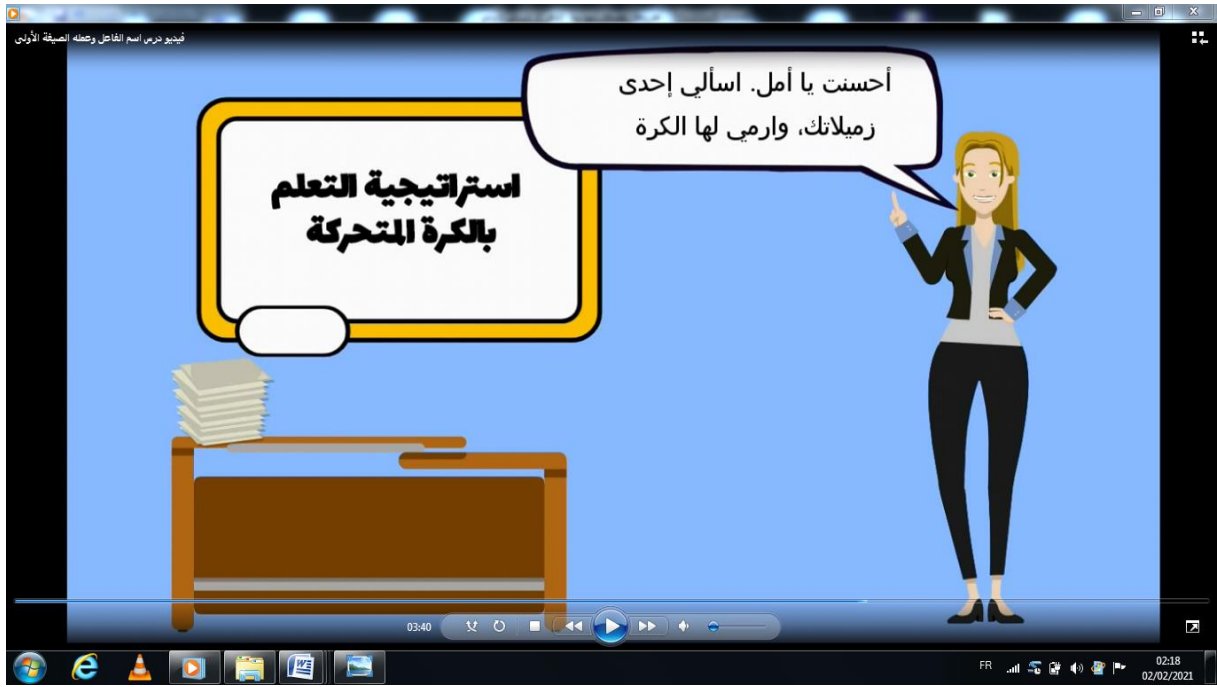 فيديو درس اسم الفاعل وعمله الصيغة الأولى
أحسنت يا أمل. اسألي إحدى
زميلاتك، وارمي لها الكرة
استراتيجية التعلم
بالكرة المتحركة
03:40
FR
02:18
02/02/2021